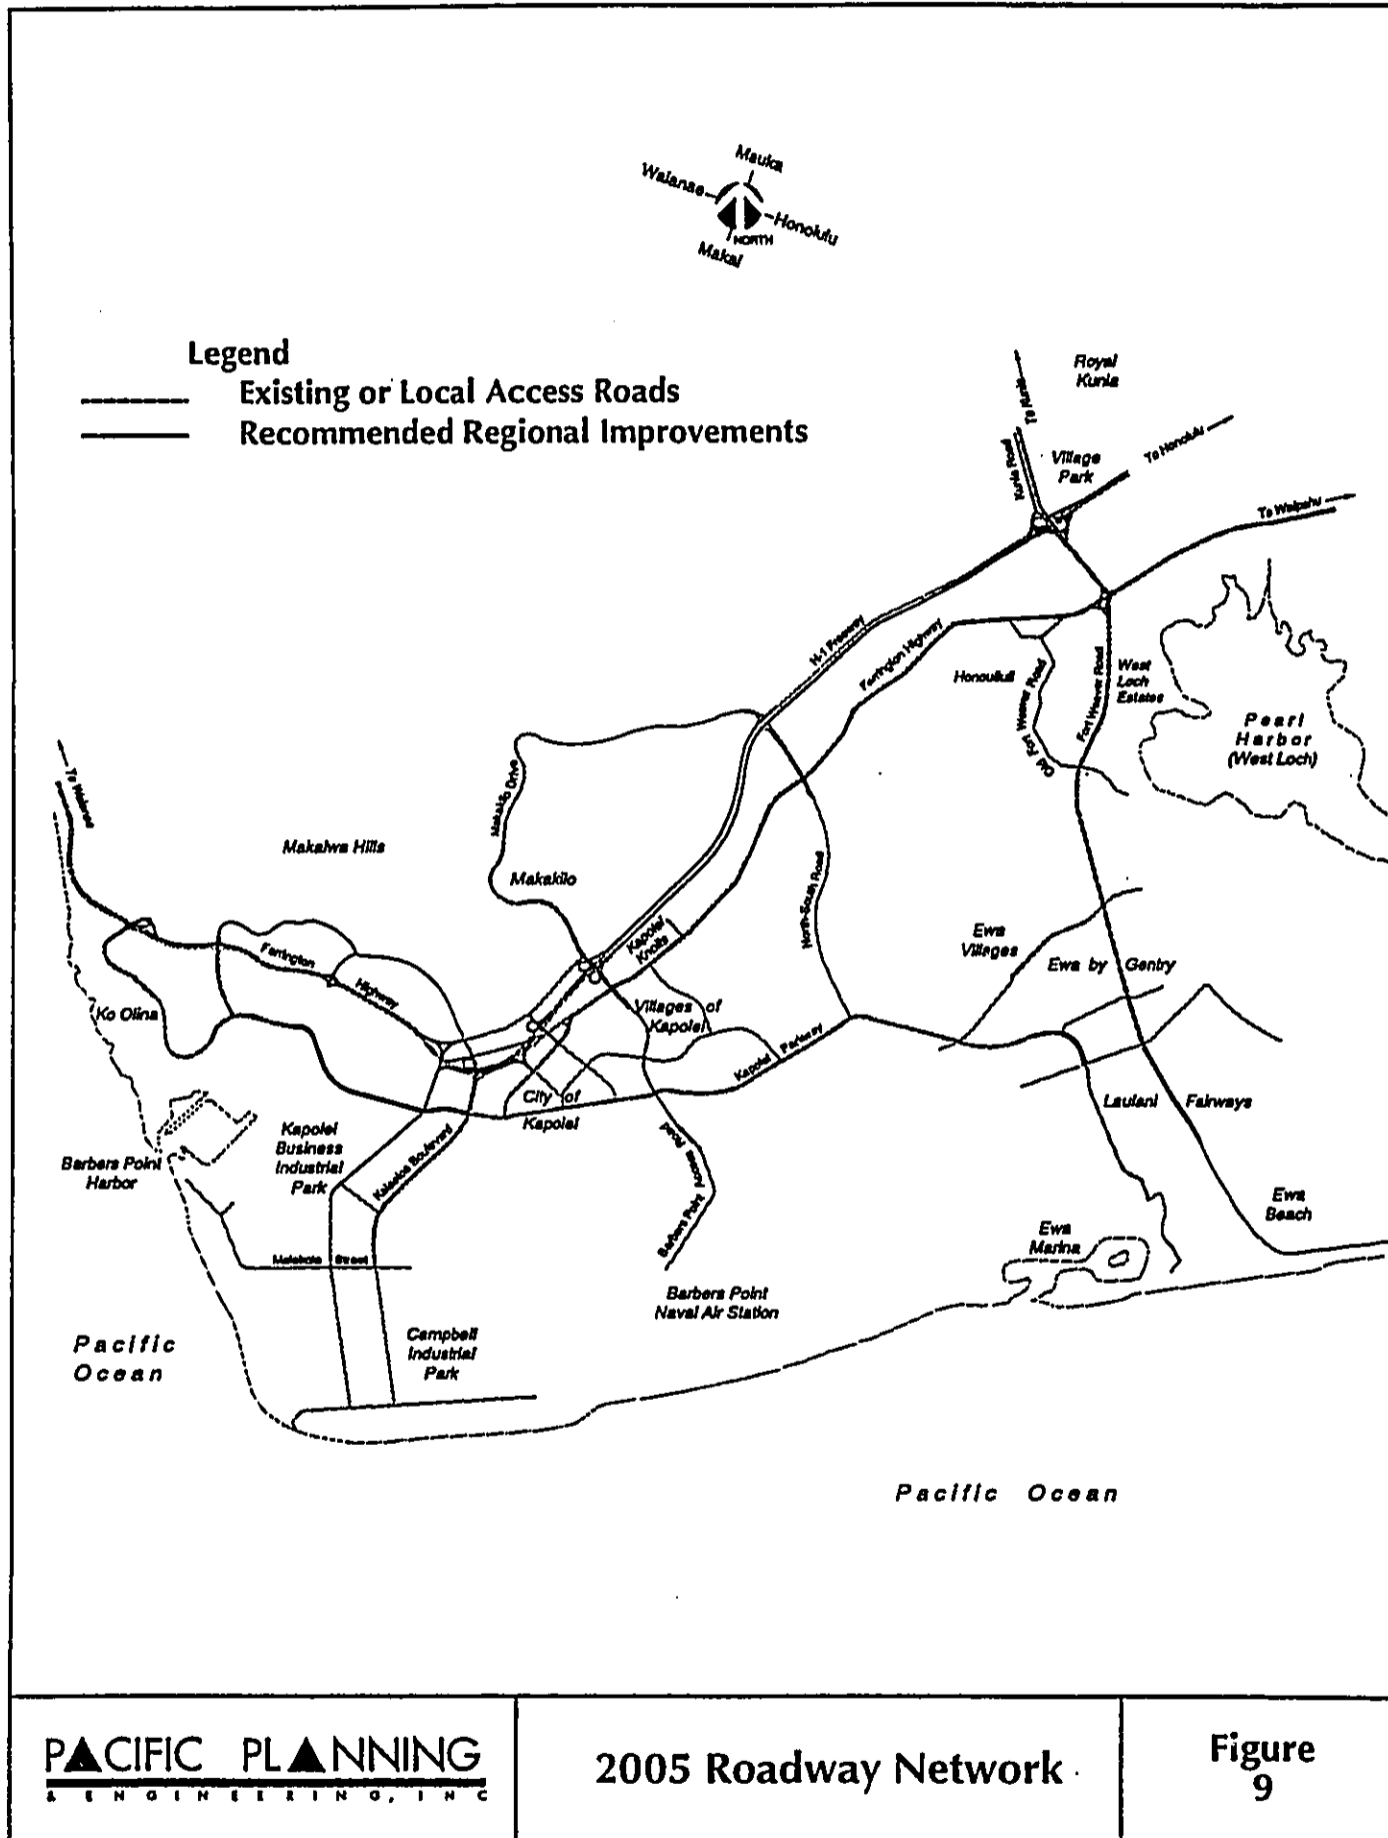 Mauka
Waianae
Honolulu
NORTH
Makai
Legend
Existing or Local Access Roads
Recommended Regional Improvements
Royal
Kunia
To Kunia
Kunia Road
Village
Park
To Honolulu
To Waipahu
H-1 Freeway
Farrington Highway
Honouliuli
Old Fort Weaver Road
Fort Weaver Road
West
Loch
Estates
Pearl
Harbor
(West Loch)
To Waianae
Makakilo Drive
Makaiwa Hills
Makakilo
North-South Road
Kapolei
Knolls
Ewa
Villages
Ewa by Gentry
Farrington
Highway
Ko Olina
Villages of
Kapolei
Kapolei Parkway
City of
Kapolei
Laulani Fairways
Kapolei
Business
Industrial
Park
Kalaeloa Boulevard
Barbers Point
Harbor
Barbers Point Access Road
Ewa
Beach
Ewa
Marina
Malakole Street
Barbers Point
Naval Air Station
Pacific
Ocean
Campbell
Industrial
Park
Pacific Ocean
PACIFIC PLANNING
& ENGINEERING, INC
2005 Roadway Network
Figure
9